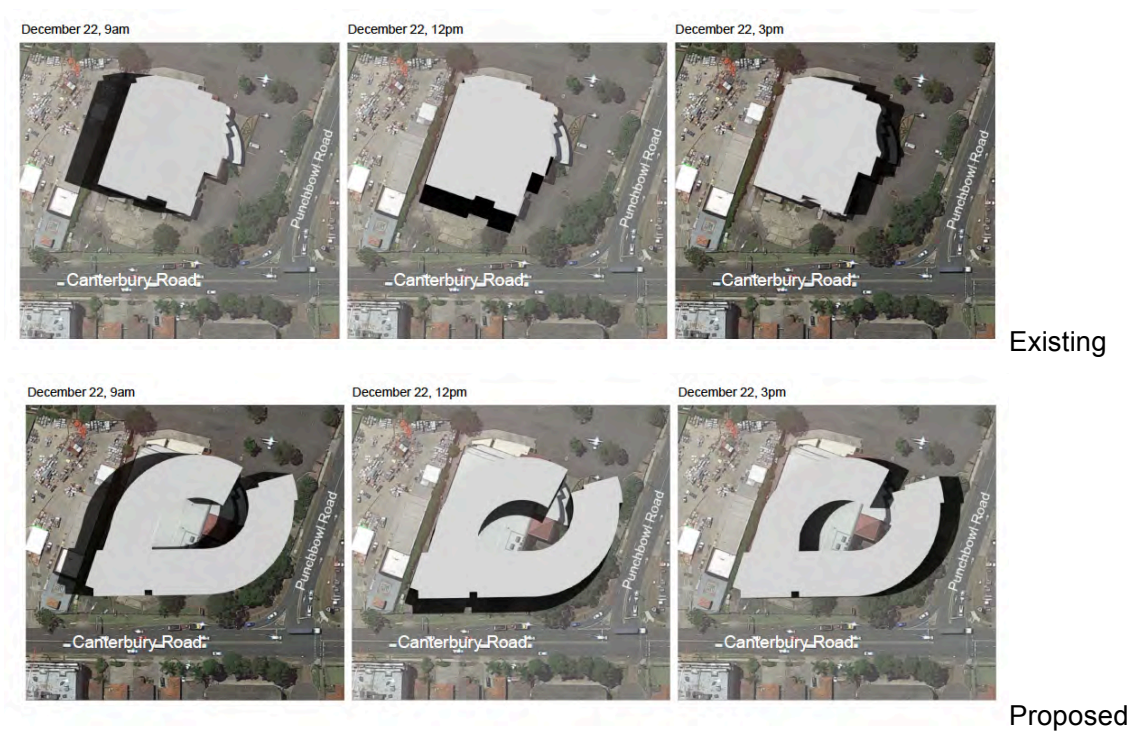 December 22, 9am
December 22, 12pm
December 22, 3pm
Punchbowl Road
Punchbowl Road
Punchbowl Road
Canterbury Road
Canterbury Road
Canterbury Road
Existing
December 22, 9am
December 22, 12pm
December 22, 3pm
Punchbowl Road
Punchbowl Road
Punchbowl Road
Canterbury Road
Canterbury Road
Canterbury Road
Proposed